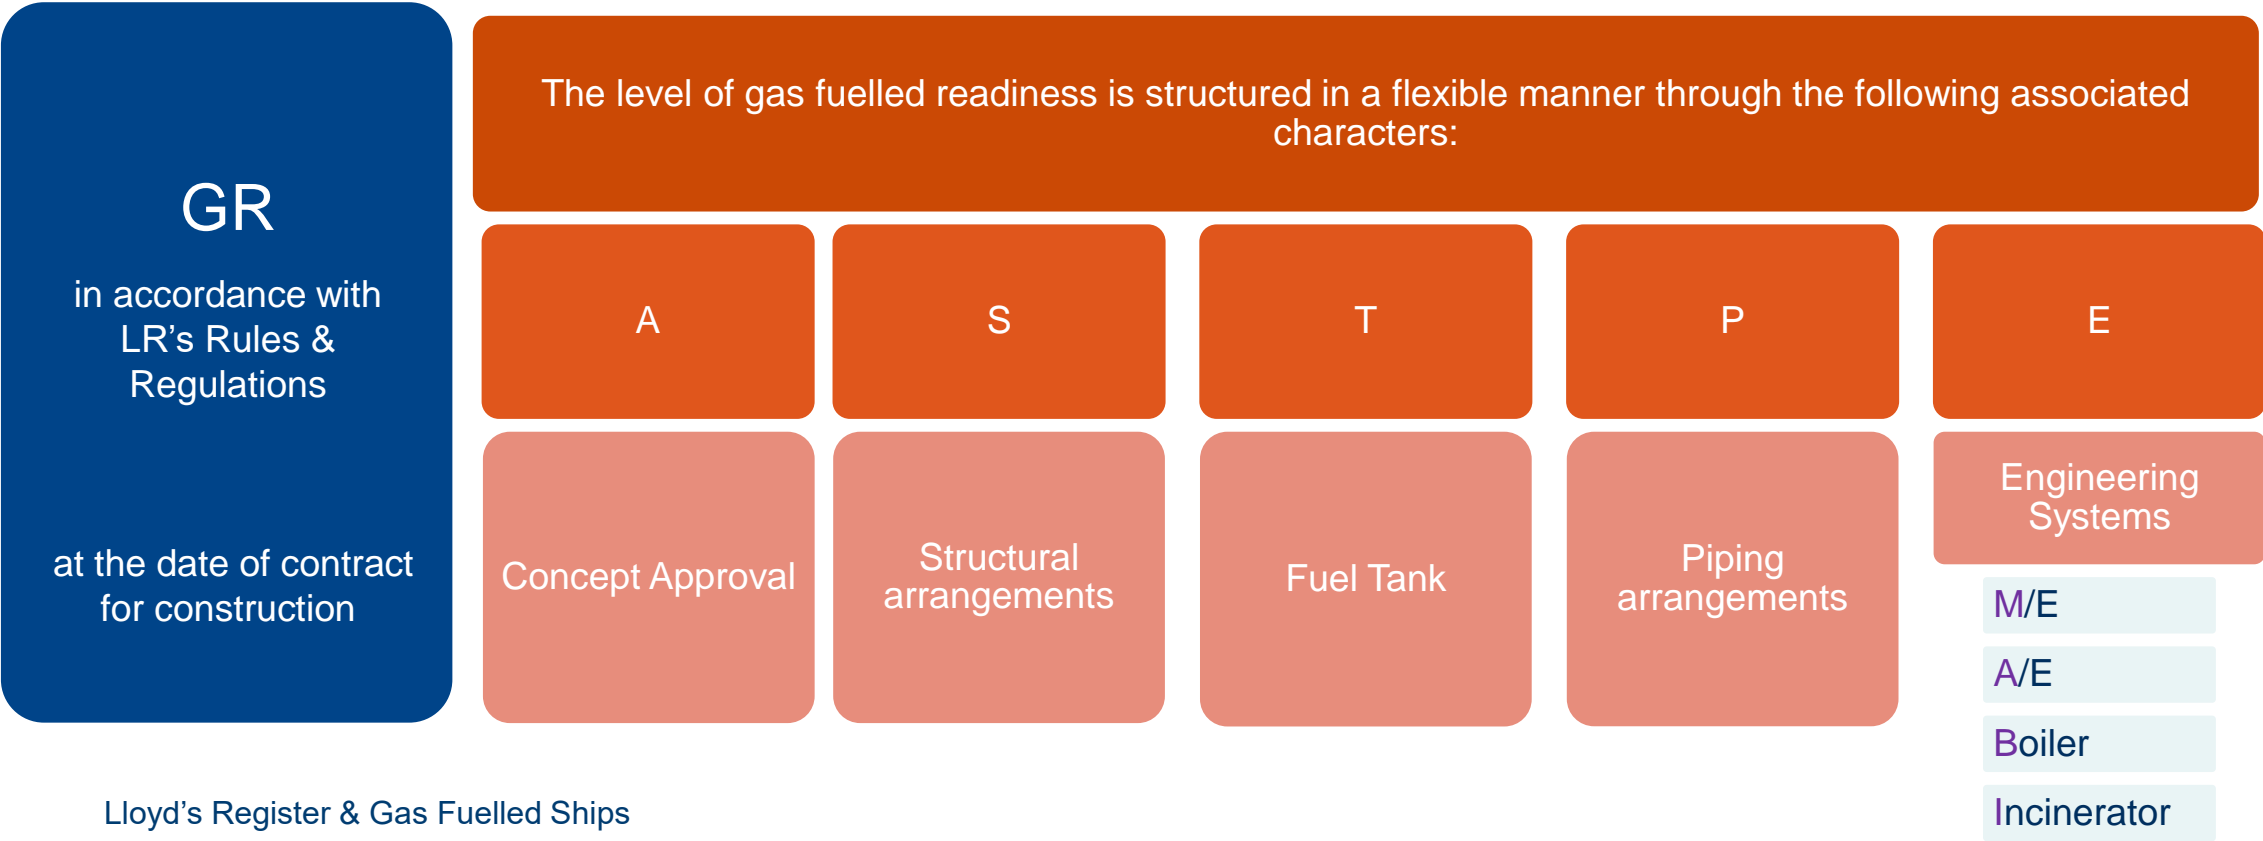 GR
in accordance with
LR’s Rules &
Regulations
at the date of contract
for construction
The level of gas fuelled readiness is structured in a flexible manner through the following associated
characters:
A
S
T
P
E
Concept Approval
Structural
arrangements
Fuel Tank
Piping
arrangements
Engineering
Systems
M/E
A/E
Boiler
Incinerator
Lloyd’s Register & Gas Fuelled Ships